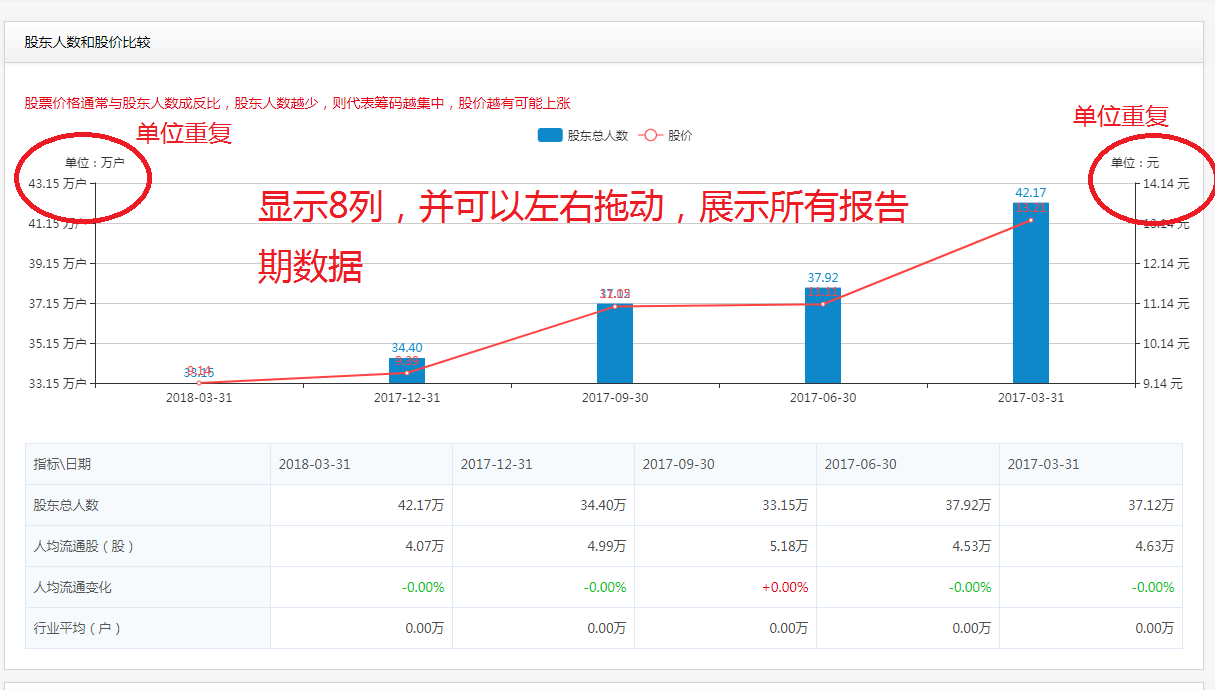 股东人数和股价比较
股票价格通常与股东人数成反比，股东人数越少，则代表筹码越集中，股价越有可能上涨
单位重复
单位重复
股东总人数 股价
单位：万户
单位：元
显示8列，并可以左右拖动，展示所有报告
期数据
43.15 万户
41.15 万户
39.15 万户
37.15 万户
35.15 万户
33.15 万户
14.14 元
13.14 元
12.14 元
11.14 元
10.14 元
9.14 元
33.15
9.14
34.40
37.12
37.92
42.17
2018-03-31 2017-12-31 2017-09-30 2017-06-30 2017-03-31
指标\日期 2018-03-31 2017-12-31 2017-09-30 2017-06-30 2017-03-31
股东总人数 42.17万 34.40万 33.15万 37.92万 37.12万
人均流通股（股） 4.07万 4.99万 5.18万 4.53万 4.63万
人均流通变化 -0.00% -0.00% +0.00% -0.00% -0.00%
行业平均（户） 0.00万 0.00万 0.00万 0.00万 0.00万